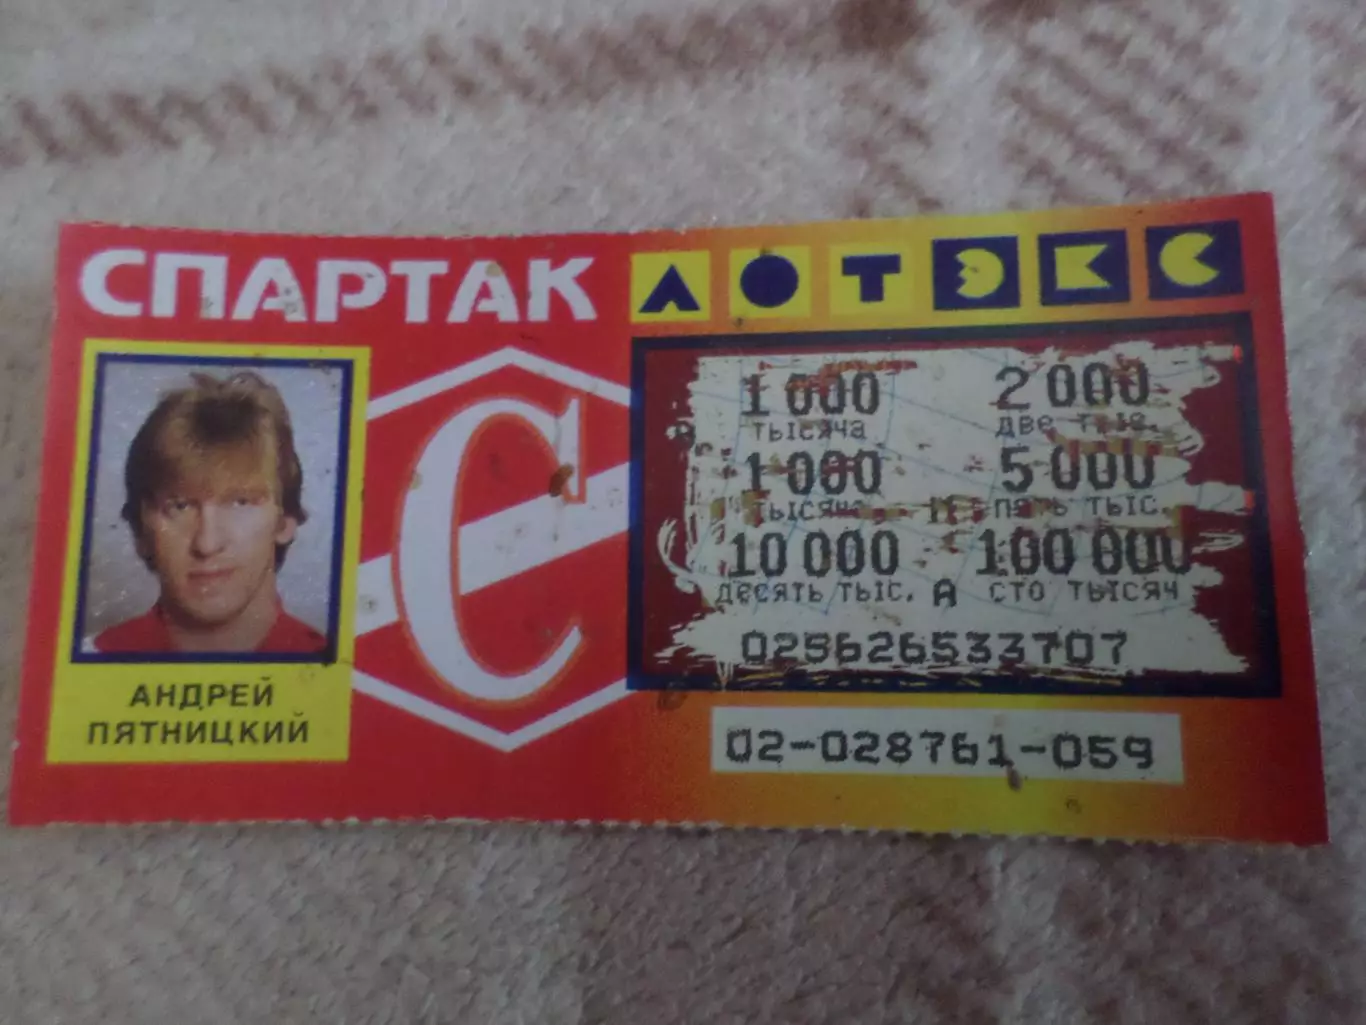 СПАРТАК ЛОТЭКС
С
АНДРЕЙ
ПЯТНИЦКИЙ
1 000 2 000
тысяча две тыс.
1 000 5 000
тысяча пять тыс.
10 000 100 000
десять тыс. А сто тысяч
025626533707
02-028761-059